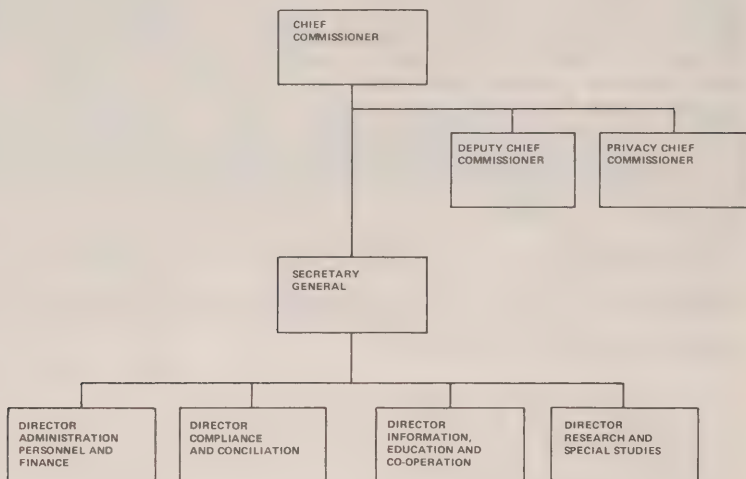 CHIEF
COMMISSIONER
DEPUTY CHIEF
COMMISSIONER
PRIVACY CHIEF
COMMISSIONER
SECRETARY
GENERAL
DIRECTOR
ADMINISTRATION
PERSONNEL AND
FINANCE
DIRECTOR
COMPLIANCE
AND CONCILIATION
DIRECTOR
INFORMATION,
EDUCATION AND
CO-OPERATION
DIRECTOR
RESEARCH AND
SPECIAL STUDIES